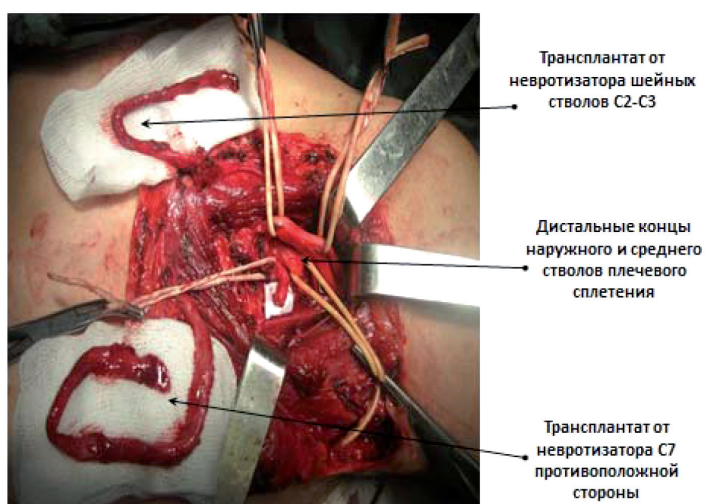 Трансплантат от
невротизатора шейных
стволов С2-С3
Дистальные концы
наружного и среднего
стволов плечевого
сплетения
Трансплантат от
невротизатора С7
противоположной
стороны